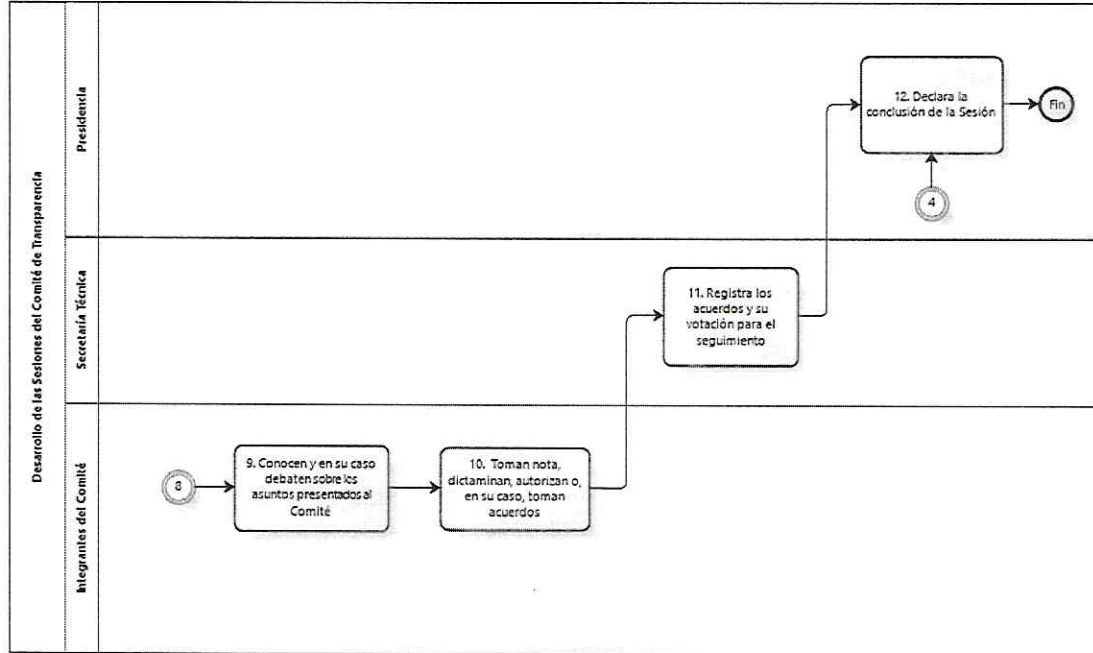 Desarrollo de las Sesiones del Comité de Transparencia
Presidencia
12. Declara la
conclusión de la Sesión
Fin
4
Secretaría Técnica
11. Registra los
acuerdos y su
votación para el
seguimiento
Integrantes del Comité
8
9. Conocen y en su caso
debaten sobre los
asuntos presentados al
Comité
10. Toman nota,
dictaminan, autorizan o,
en su caso, toman
acuerdos